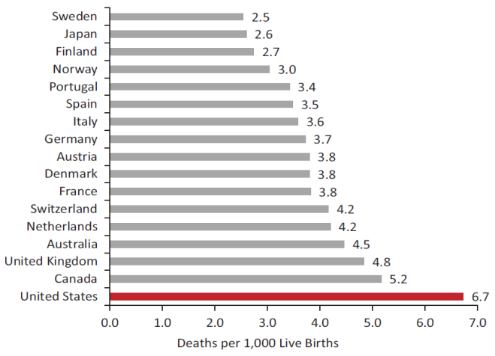 Sweden 2.5
Japan 2.6
Finland 2.7
Norway 3.0
Portugal 3.4
Spain 3.5
Italy 3.6
Germany 3.7
Austria 3.8
Denmark 3.8
France 3.8
Switzerland 4.2
Netherlands 4.2
Australia 4.5
United Kingdom 4.8
Canada 5.2
United States 6.7
0.0 1.0 2.0 3.0 4.0 5.0 6.0 7.0
Deaths per 1,000 Live Births